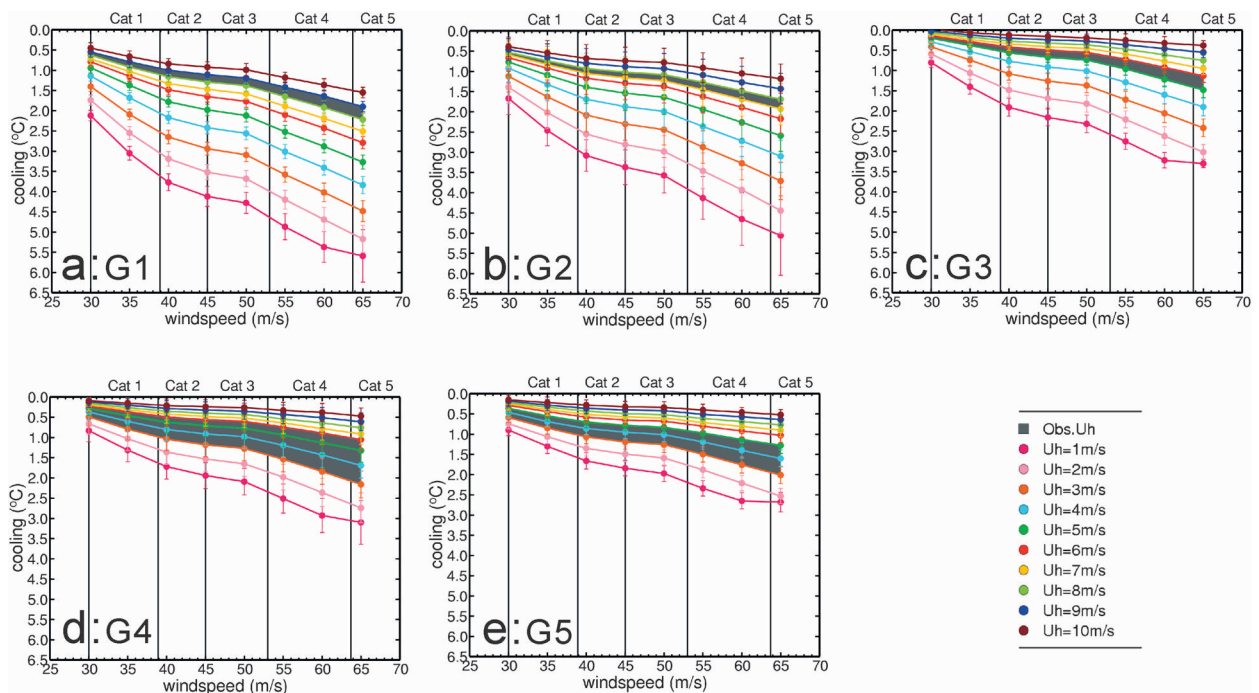 Cat 1 Cat 2 Cat 3 Cat 4 Cat 5
0.0
0.5
1.0
1.5
2.0
2.5
3.0
3.5
4.0
4.5
5.0
5.5
6.0
6.5
cooling (°C)
a:G1
25 30 35 40 45 50 55 60 65 70
windspeed (m/s)
Cat 1 Cat 2 Cat 3 Cat 4 Cat 5
0.0
0.5
1.0
1.5
2.0
2.5
3.0
3.5
4.0
4.5
5.0
5.5
6.0
6.5
cooling (°C)
b:G2
25 30 35 40 45 50 55 60 65 70
windspeed (m/s)
Cat 1 Cat 2 Cat 3 Cat 4 Cat 5
0.0
0.5
1.0
1.5
2.0
2.5
3.0
3.5
4.0
4.5
5.0
5.5
6.0
6.5
cooling (°C)
c:G3
25 30 35 40 45 50 55 60 65 70
windspeed (m/s)
Cat 1 Cat 2 Cat 3 Cat 4 Cat 5
0.0
0.5
1.0
1.5
2.0
2.5
3.0
3.5
4.0
4.5
5.0
5.5
6.0
6.5
cooling (°C)
d:G4
25 30 35 40 45 50 55 60 65 70
windspeed (m/s)
Cat 1 Cat 2 Cat 3 Cat 4 Cat 5
0.0
0.5
1.0
1.5
2.0
2.5
3.0
3.5
4.0
4.5
5.0
5.5
6.0
6.5
cooling (°C)
e:G5
25 30 35 40 45 50 55 60 65 70
windspeed (m/s)
Obs.Uh
Uh=1m/s
Uh=2m/s
Uh=3m/s
Uh=4m/s
Uh=5m/s
Uh=6m/s
Uh=7m/s
Uh=8m/s
Uh=9m/s
Uh=10m/s